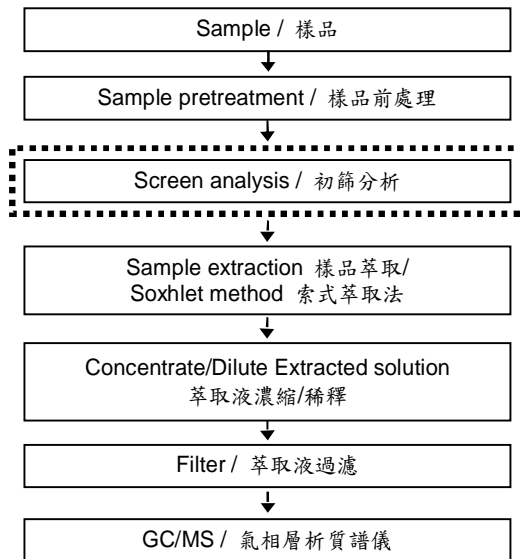 Sample / 樣品
Sample pretreatment / 樣品前處理
Screen analysis / 初篩分析
Sample extraction 樣品萃取/
Soxhlet method 索式萃取法
Concentrate/Dilute Extracted solution
萃取液濃縮/稀釋
Filter / 萃取液過濾
GC/MS / 氣相層析質譜儀